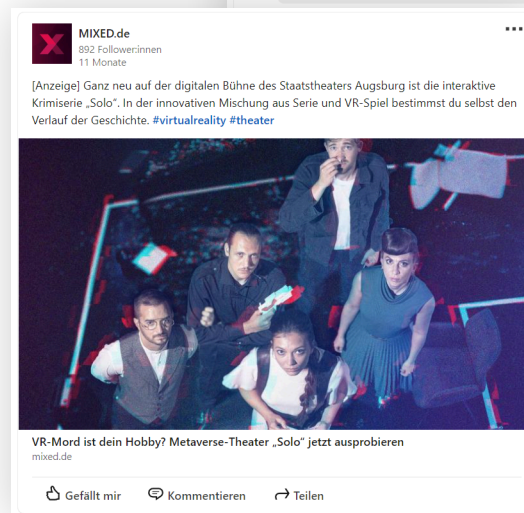 MIXED.de
892 Follower:innen
11 Monate
[Anzeige] Ganz neu auf der digitalen Bühne des Staatstheaters Augsburg ist die interaktive
Krimiserie „Solo“. In der innovativen Mischung aus Serie und VR-Spiel bestimmst du selbst den
Verlauf der Geschichte. #virtualreality #theater
VR-Mord ist dein Hobby? Metaverse-Theater „Solo“ jetzt ausprobieren
mixed.de
Gefällt mir Kommentieren Teilen